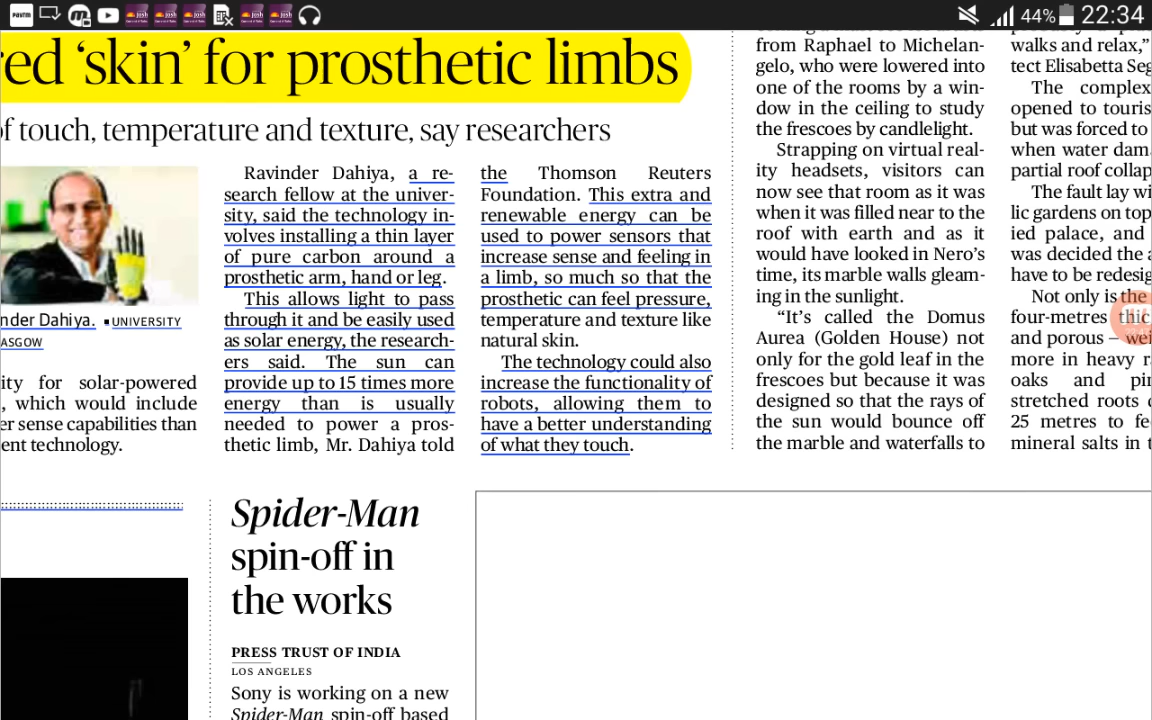 44% 22:34
red ‘skin’ for prosthetic limbs
of touch, temperature and texture, say researchers
nder Dahiya. ▪UNIVERSITY
ASGOW
ity for solar-powered
, which would include
er sense capabilities than
ent technology.
Ravinder Dahiya, a re-
search fellow at the univer-
sity, said the technology in-
volves installing a thin layer
of pure carbon around a
prosthetic arm, hand or leg.
This allows light to pass
through it and be easily used
as solar energy, the research-
ers said. The sun can
provide up to 15 times more
energy than is usually
needed to power a pros-
thetic limb, Mr. Dahiya told
the Thomson Reuters
Foundation. This extra and
renewable energy can be
used to power sensors that
increase sense and feeling in
a limb, so much so that the
prosthetic can feel pressure,
temperature and texture like
natural skin.
The technology could also
increase the functionality of
robots, allowing them to
have a better understanding
of what they touch.
from Raphael to Michelan-
gelo, who were lowered into
one of the rooms by a win-
dow in the ceiling to study
the frescoes by candlelight.
Strapping on virtual real-
ity headsets, visitors can
now see that room as it was
when it was filled near to the
roof with earth and as it
would have looked in Nero’s
time, its marble walls gleam-
ing in the sunlight.
“It’s called the Domus
Aurea (Golden House) not
only for the gold leaf in the
frescoes but because it was
designed so that the rays of
the sun would bounce off
the marble and waterfalls to
walks and relax,”
tect Elisabetta Seg
The complex
opened to touris
but was forced to
when water dam
partial roof collap
The fault lay wi
lic gardens on top
ied palace, and
was decided the a
have to be redesig
Not only is the
four-metres thic
and porous – wei
more in heavy r
oaks and pin
stretched roots
25 metres to fe
mineral salts in t
Spider-Man
spin-off in
the works
PRESS TRUST OF INDIA
LOS ANGELES
Sony is working on a new
Spider-Man spin-off based